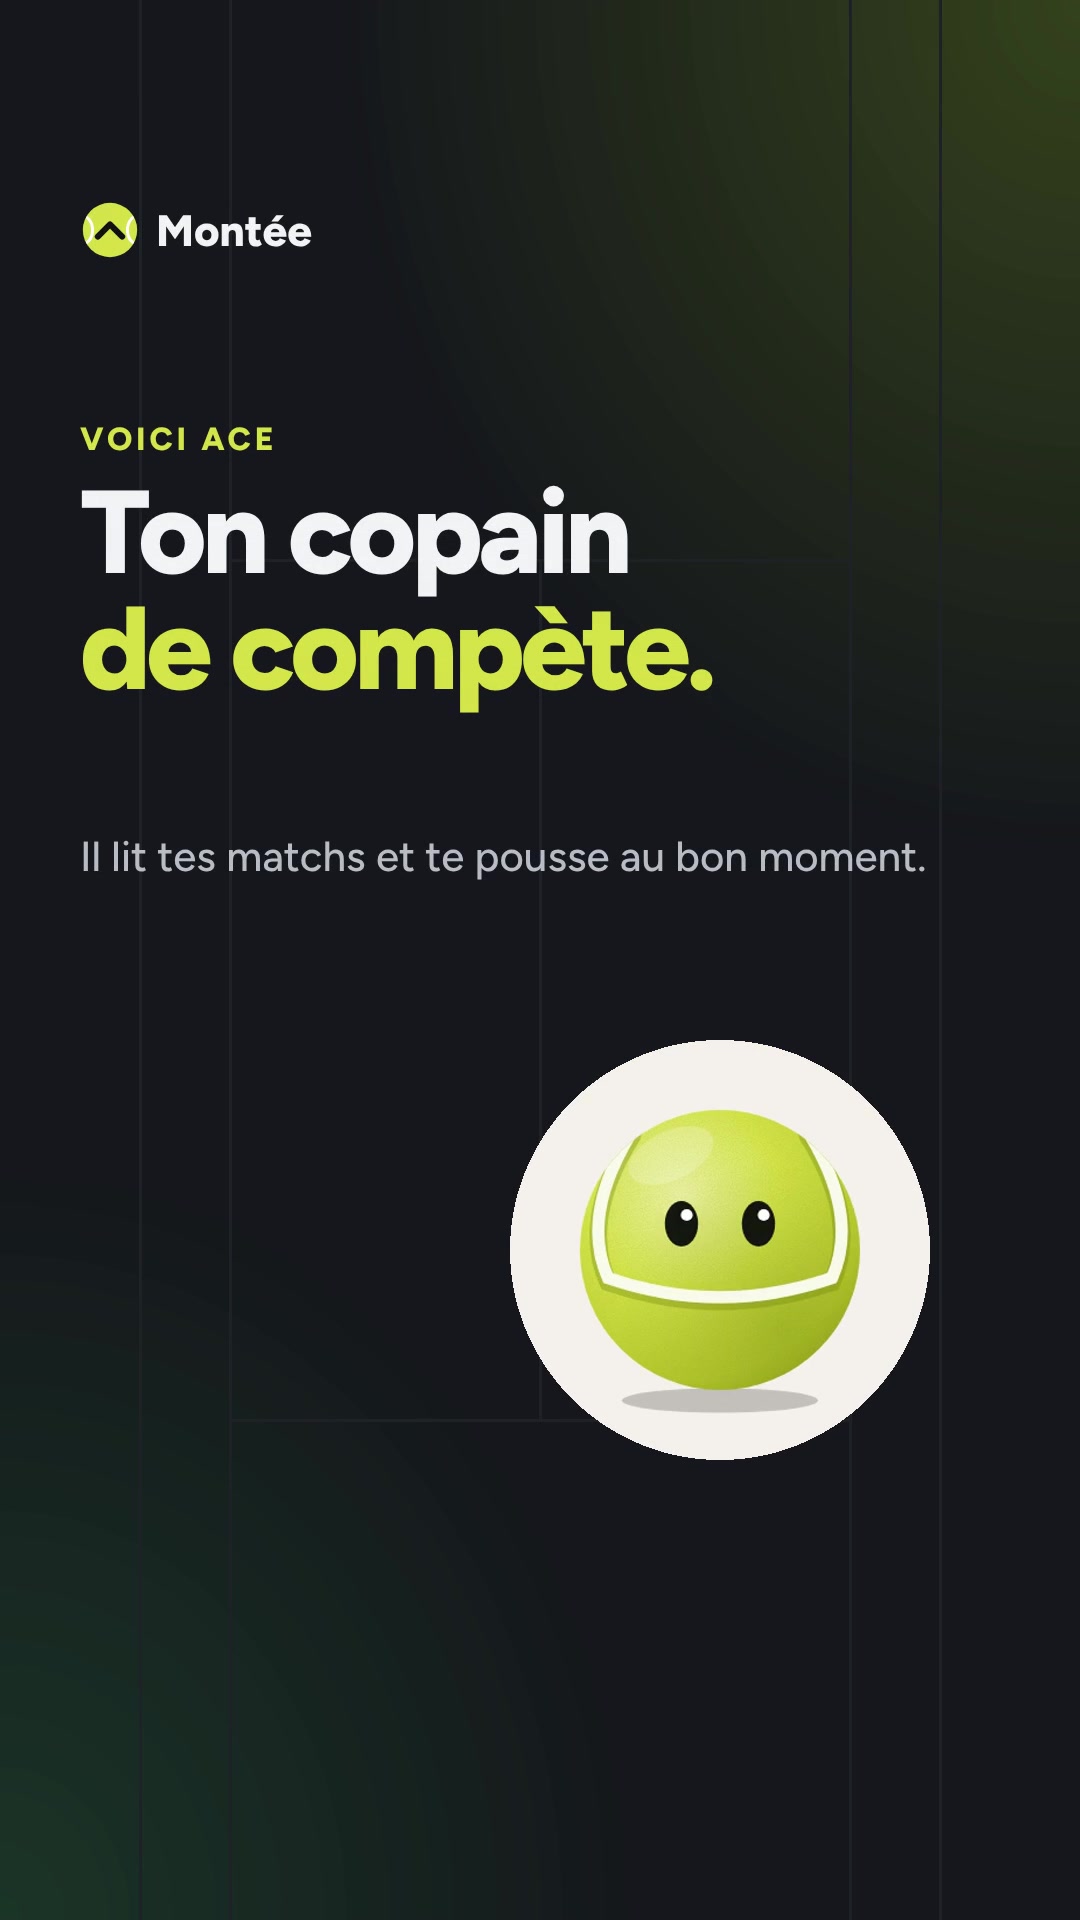 Montée
VOICI ACE
Ton copain
de compète.
Il lit tes matchs et te pousse au bon moment.